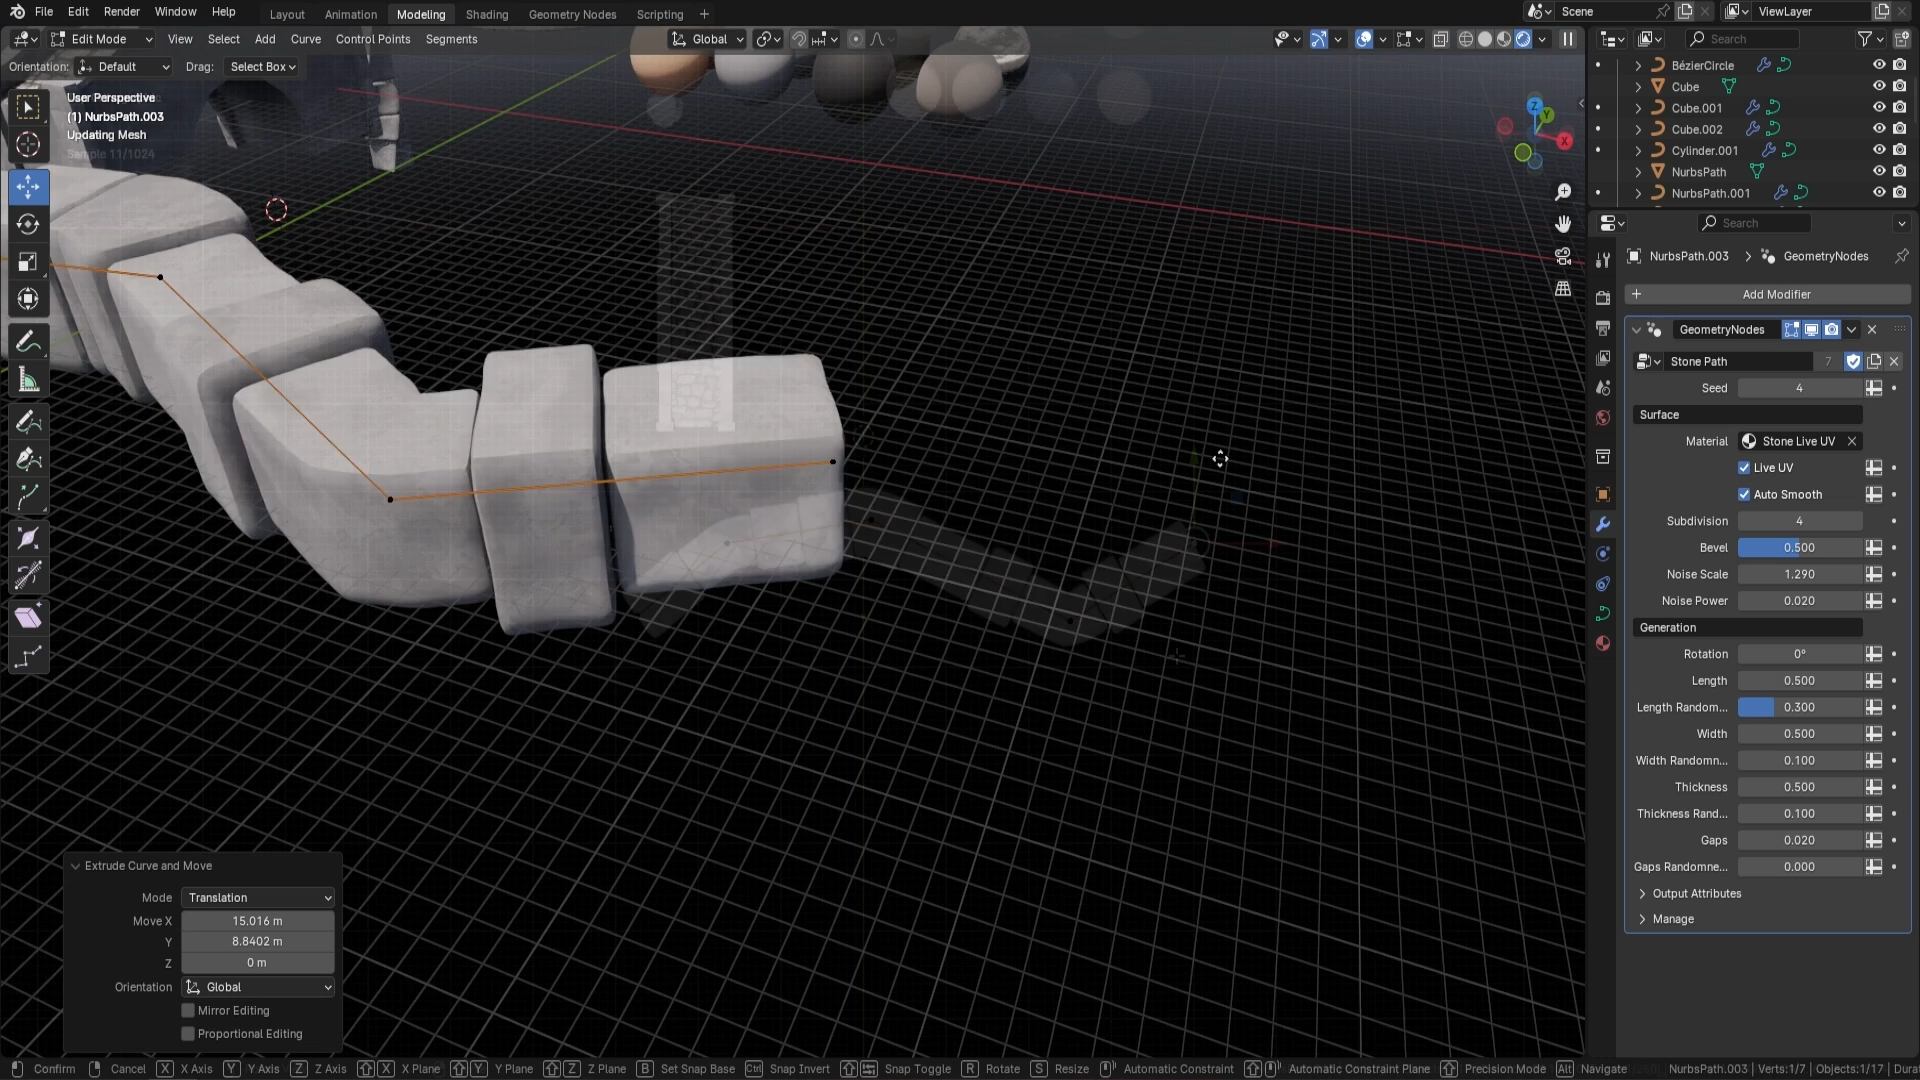 File Edit Render Window Help Layout Animation Modeling Shading Geometry Nodes Scripting + Scene ViewLayer
Edit Mode View Select Add Curve Control Points Segments Global Search
Orientation: Default Drag: Select Box
User Perspective
(1) NurbsPath.003
Updating Mesh
Sample 11/1024
Z
Y
X
BézierCircle
Cube
Cube.001
Cube.002
Cylinder.001
NurbsPath
NurbsPath.001
Search
NurbsPath.003 > GeometryNodes
+ Add Modifier
GeometryNodes
Stone Path 7
Seed 4
Surface
Material Stone Live UV
Live UV
Auto Smooth
Subdivision 4
Bevel 0.500
Noise Scale 1.290
Noise Power 0.020
Generation
Rotation 0°
Length 0.500
Length Random... 0.300
Width 0.500
Width Randomn... 0.100
Thickness 0.500
Thickness Rand... 0.100
Gaps 0.020
Gaps Randomne... 0.000
Output Attributes
Manage
Extrude Curve and Move
Mode Translation
Move X 15.016 m
Y 8.8402 m
Z 0 m
Orientation Global
Mirror Editing
Proportional Editing
Confirm Cancel X X Axis Y Y Axis Z Z Axis X X Plane Y Y Plane Z Z Plane B Set Snap Base Ctrl Snap Invert Snap Toggle R Rotate S Resize Automatic Constraint Automatic Constraint Plane Precision Mode Alt Navigate NurbsPath.003 | Verts:1/7 | Objects:1/17 | Dura